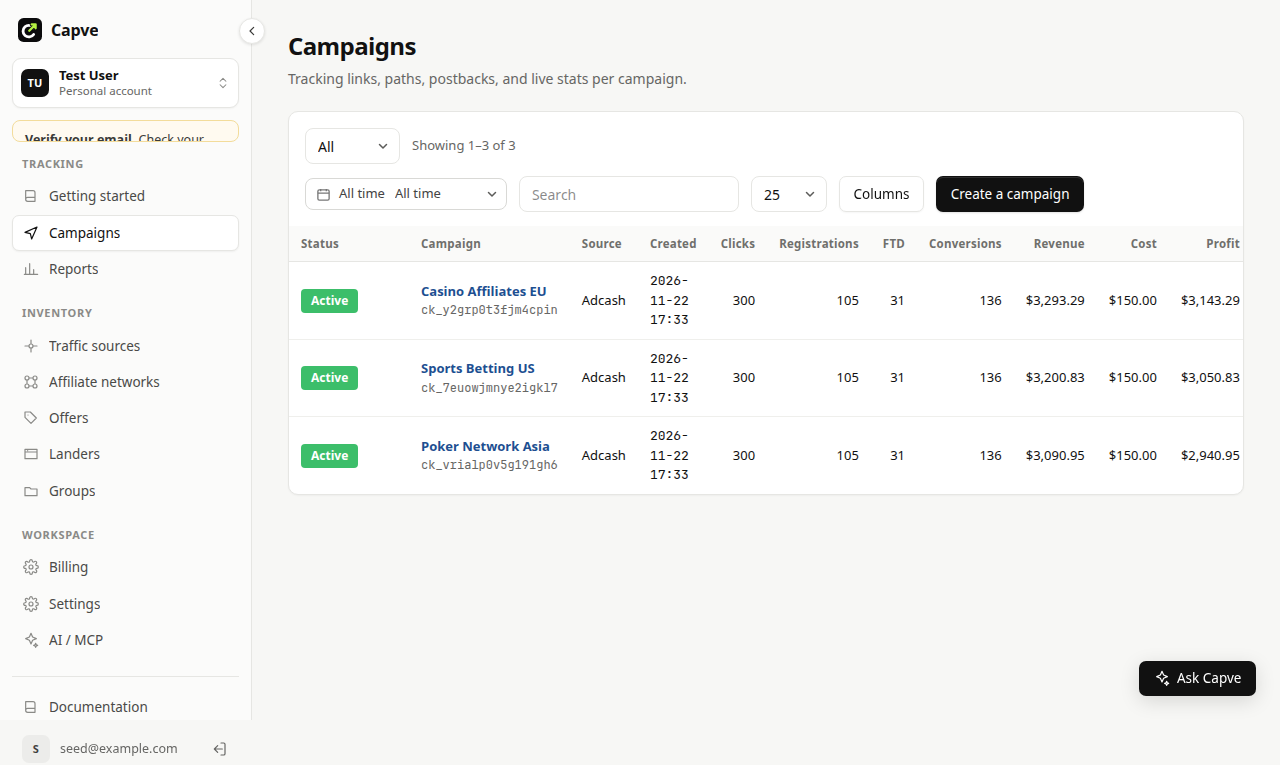 Capve
TU
Test User
Personal account
Verify your email. Check your
TRACKING
Getting started
Campaigns
Reports
INVENTORY
Traffic sources
Affiliate networks
Offers
Landers
Groups
WORKSPACE
Billing
Settings
AI / MCP
Documentation
S
seed@example.com
Campaigns
Tracking links, paths, postbacks, and live stats per campaign.
All
Showing 1–3 of 3
All time All time
Search
25
Columns
Create a campaign
Status Campaign Source Created Clicks Registrations FTD Conversions Revenue Cost Profit
Active Casino Affiliates EU ck_y2grp0t3fjm4cpin Adcash 2026-11-22 17:33 300 105 31 136 $3,293.29 $150.00 $3,143.29
Active Sports Betting US ck_7euowjmnye2igkl7 Adcash 2026-11-22 17:33 300 105 31 136 $3,200.83 $150.00 $3,050.83
Active Poker Network Asia ck_vrialp0v5g191gh6 Adcash 2026-11-22 17:33 300 105 31 136 $3,090.95 $150.00 $2,940.95
Ask Capve